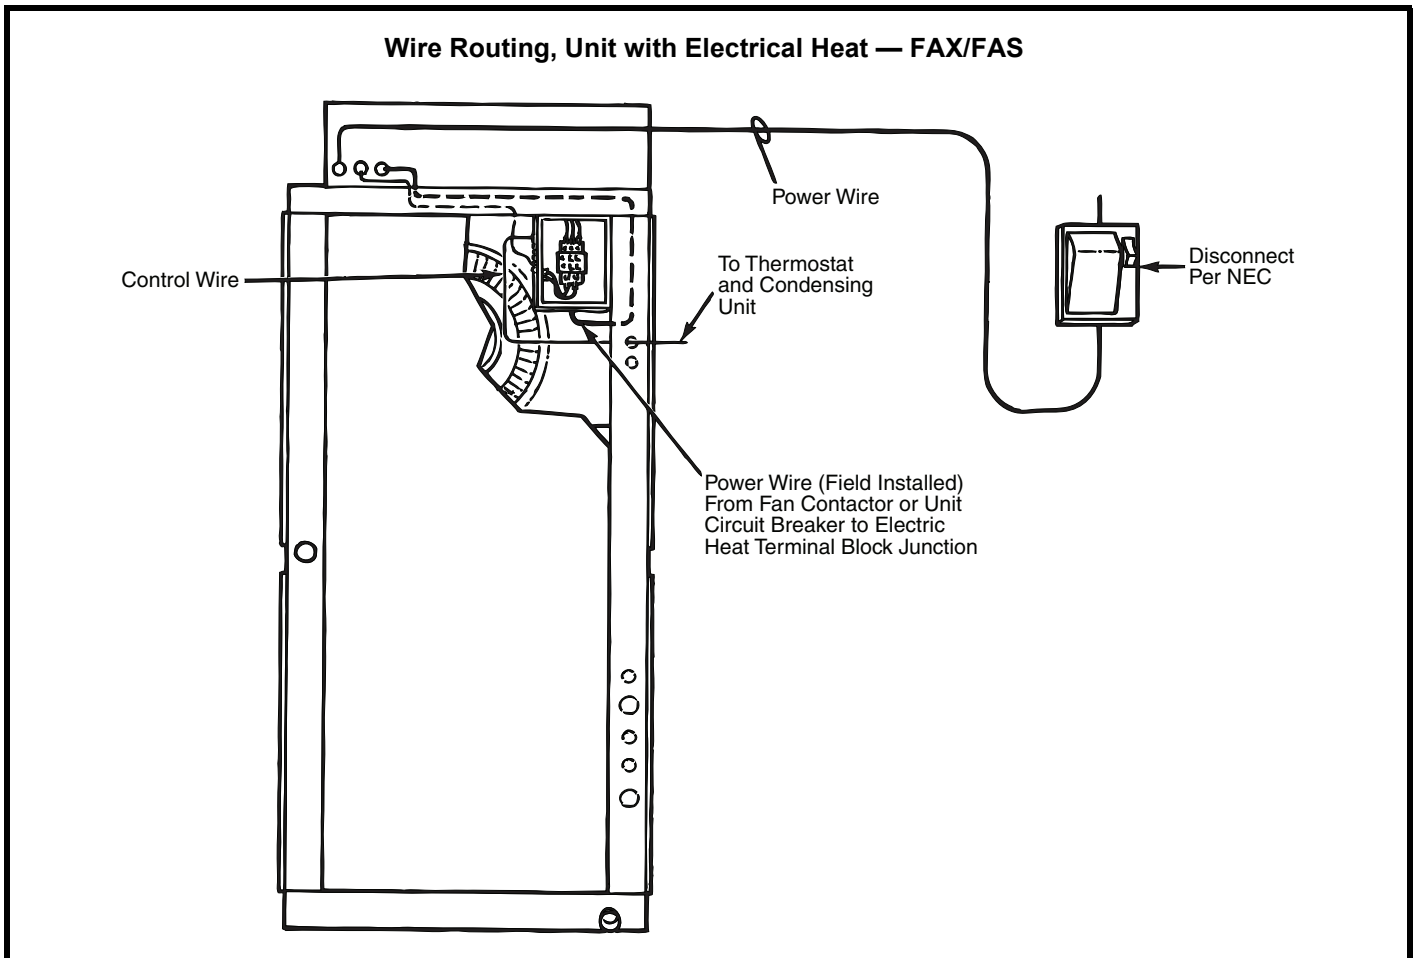 Wire Routing, Unit with Electrical Heat — FAX/FAS
Power Wire
Disconnect
Per NEC
Control Wire
To Thermostat
and Condensing
Unit
Power Wire (Field Installed)
From Fan Contactor or Unit
Circuit Breaker to Electric
Heat Terminal Block Junction